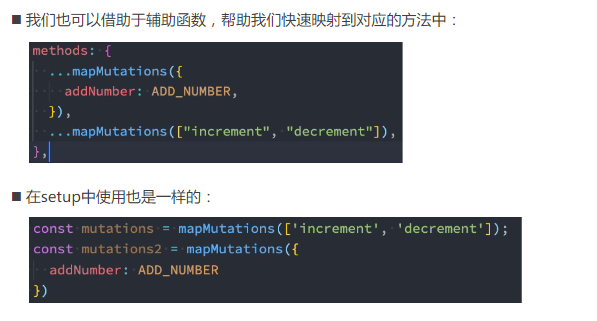 ■ 我们也可以借助于辅助函数，帮助我们快速映射到对应的方法中：
methods: {
  ...mapMutations({
    addNumber: ADD_NUMBER,
  }),
  ...mapMutations(["increment", "decrement"]),
},
■ 在setup中使用也是一样的：
const mutations = mapMutations(['increment', 'decrement']);
const mutations2 = mapMutations({
  addNumber: ADD_NUMBER
})